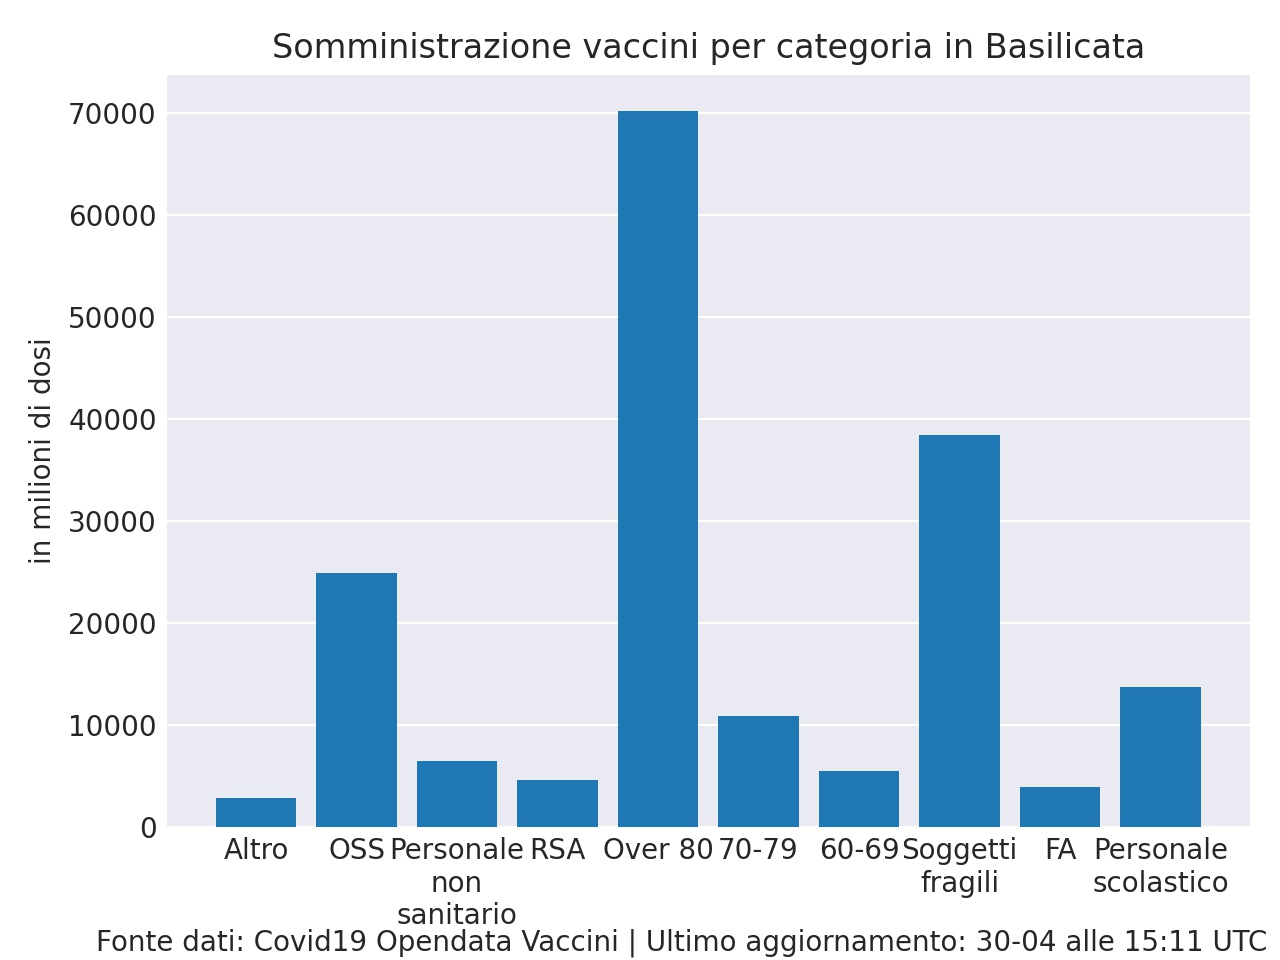 Somministrazione vaccini per categoria in Basilicata
in milioni di dosi
70000
60000
50000
40000
30000
20000
10000
0
Altro
OSS
Personale
non
sanitario
RSA
Over 80
70-79
60-69
Soggetti
fragili
FA
Personale
scolastico
Fonte dati: Covid19 Opendata Vaccini | Ultimo aggiornamento: 30-04 alle 15:11 UTC